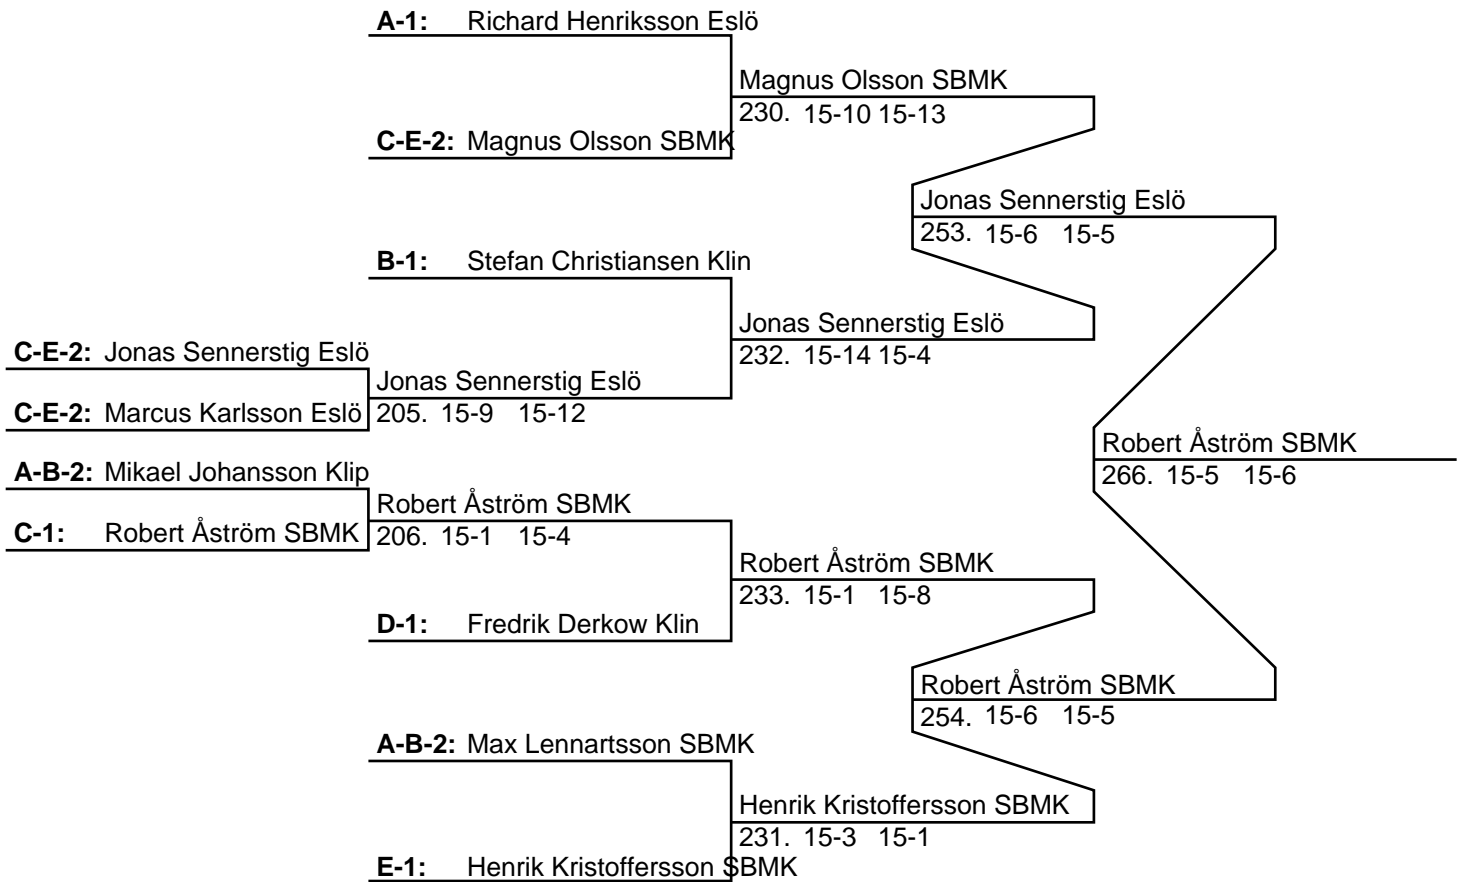 A-1: Richard Henriksson Eslö
Magnus Olsson SBMK
230. 15-10 15-13
C-E-2: Magnus Olsson SBMK
Jonas Sennerstig Eslö
253. 15-6 15-5
B-1: Stefan Christiansen Klin
Jonas Sennerstig Eslö
232. 15-14 15-4
C-E-2: Jonas Sennerstig Eslö
Jonas Sennerstig Eslö
205. 15-9 15-12
C-E-2: Marcus Karlsson Eslö
Robert Åström SBMK
266. 15-5 15-6
A-B-2: Mikael Johansson Klip
Robert Åström SBMK
206. 15-1 15-4
C-1: Robert Åström SBMK
Robert Åström SBMK
233. 15-1 15-8
D-1: Fredrik Derkow Klin
Robert Åström SBMK
254. 15-6 15-5
A-B-2: Max Lennartsson SBMK
Henrik Kristoffersson SBMK
231. 15-3 15-1
E-1: Henrik Kristoffersson SBMK